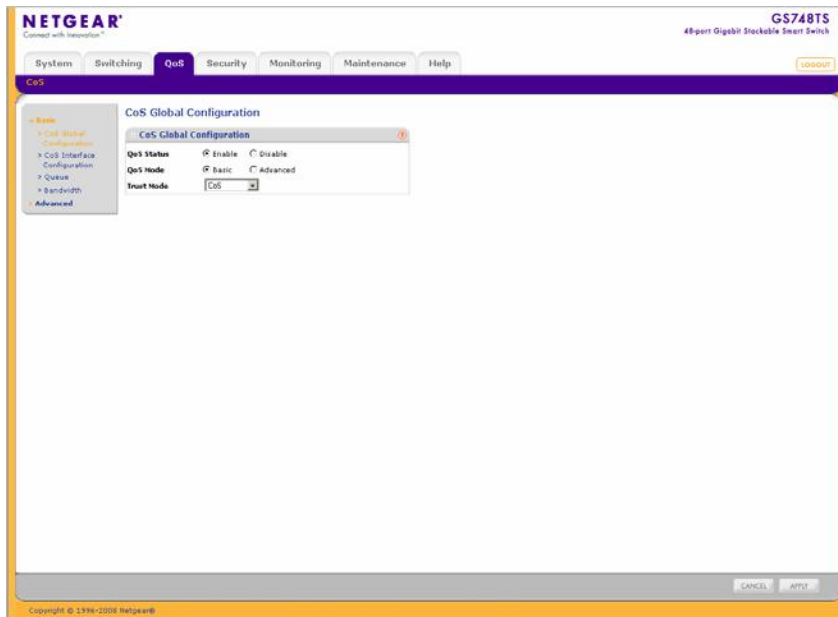 NETGEAR®
Connect with Innovation™
GS748TS
48-port Gigabit Stackable Smart Switch
System Switching QoS Security Monitoring Maintenance Help
LOGOUT
CoS
Basic
> CoS Global
Configuration
> CoS Interface
Configuration
> Queue
> Bandwidth
> Advanced
CoS Global Configuration
CoS Global Configuration
QoS Status Enable Disable
QoS Mode Basic Advanced
Trust Mode CoS
CANCEL APPLY
Copyright © 1996-2008 Netgear®